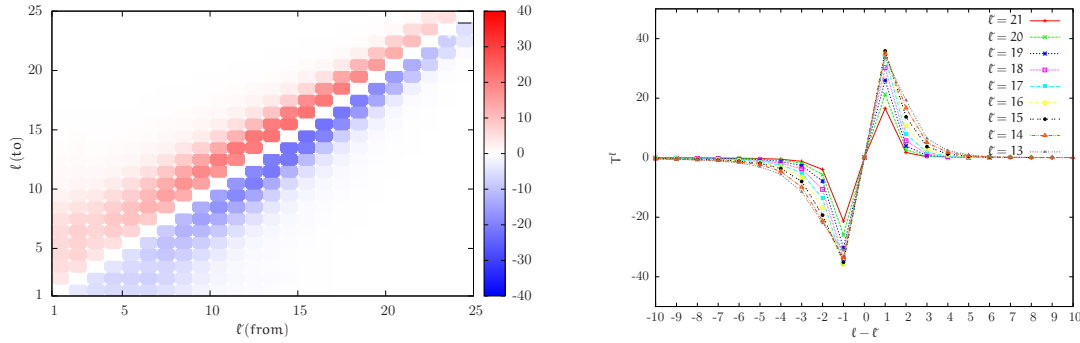 25
20
15
10
5
1
ℓ(to)
1 5 10 15 20 25
ℓ'(from)
40
30
20
10
0
-10
-20
-30
-40
40
20
0
-20
-40
T^ℓ
-10 -9 -8 -7 -6 -5 -4 -3 -2 -1 0 1 2 3 4 5 6 7 8 9 10
ℓ − ℓ'
ℓ' = 21
ℓ' = 20
ℓ' = 19
ℓ' = 18
ℓ' = 17
ℓ' = 16
ℓ' = 15
ℓ' = 14
ℓ' = 13